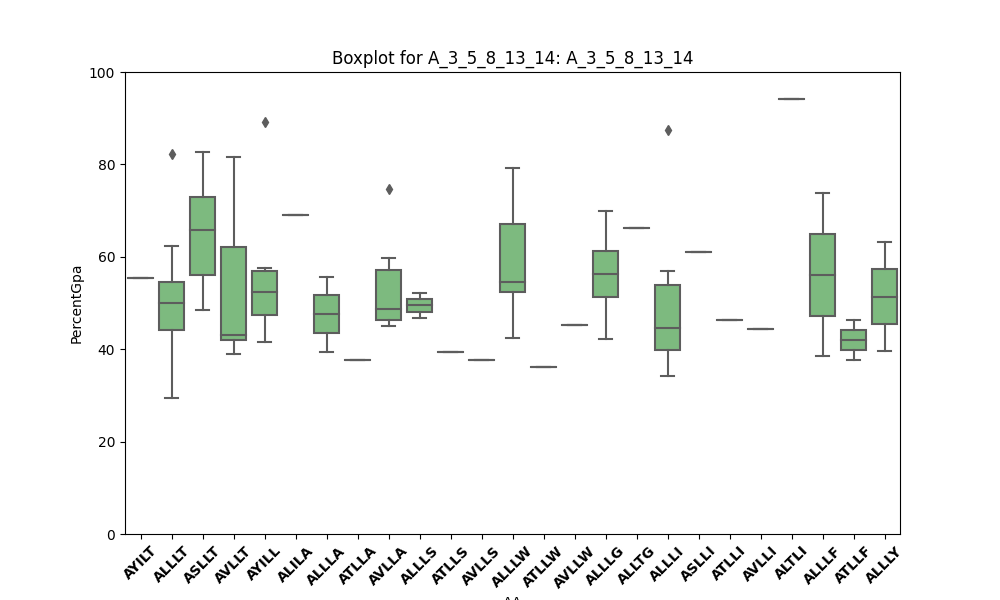 Boxplot for A_3_5_8_13_14: A_3_5_8_13_14
PercentGpa
100
80
60
40
20
0
AYILT
ALLLT
ASLLT
AVLLT
AYILL
ALILA
ALLLA
ATLLA
AVLLA
ALLLS
ATLLS
AVLLS
ALLLW
ATLLW
AVLLW
ALLLG
ALLTG
ALLLI
ASLLI
ATLLI
AVLLI
ALTLI
ALLLF
ATLLF
ALLLY